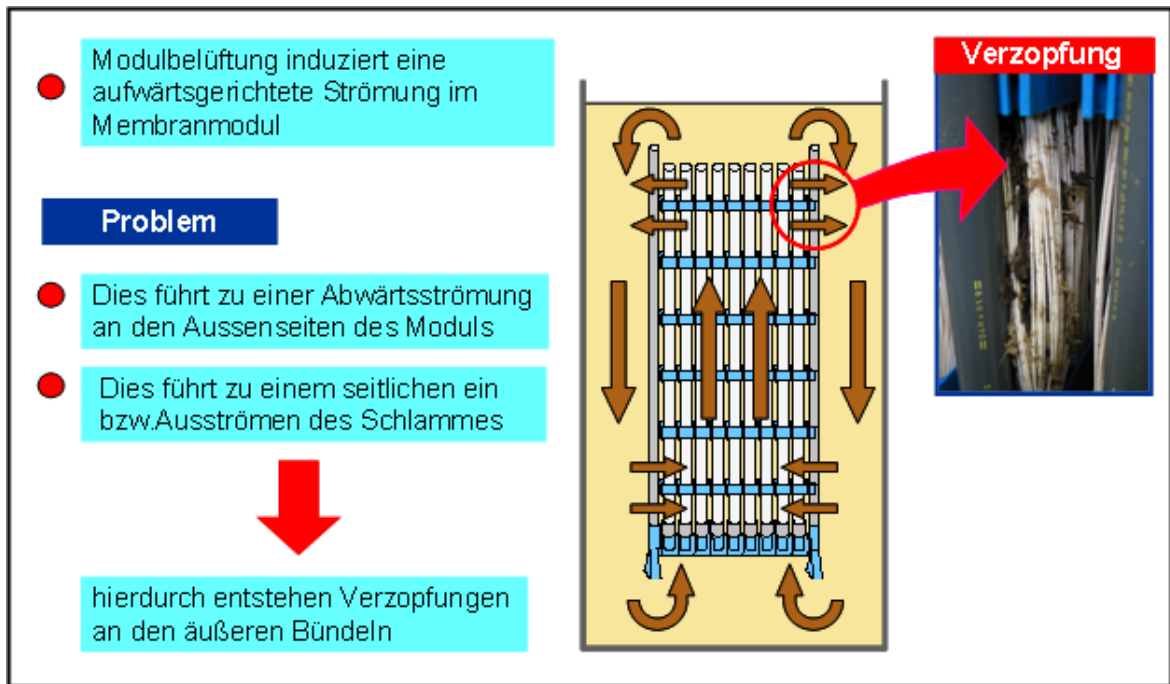 Modulbelüftung induziert eine
aufwärtsgerichtete Strömung im
Membranmodul
Problem
Dies führt zu einer Abwärtsströmung
an den Aussenseiten des Moduls
Dies führt zu einem seitlichen ein
bzw.Ausströmen des Schlammes
hierdurch entstehen Verzopfungen
an den äußeren Bündeln
Verzopfung